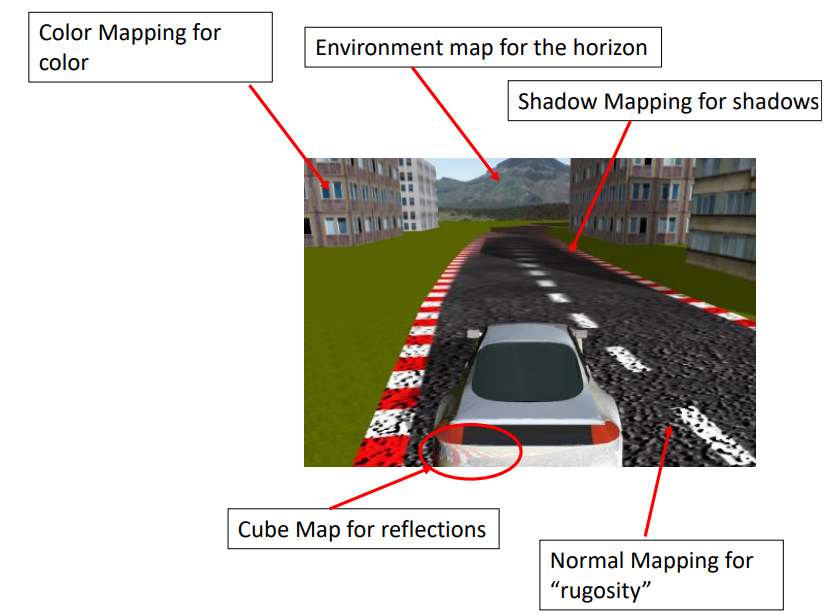 Color Mapping for
color
Environment map for the horizon
Shadow Mapping for shadows
Cube Map for reflections
Normal Mapping for
“rugosity”